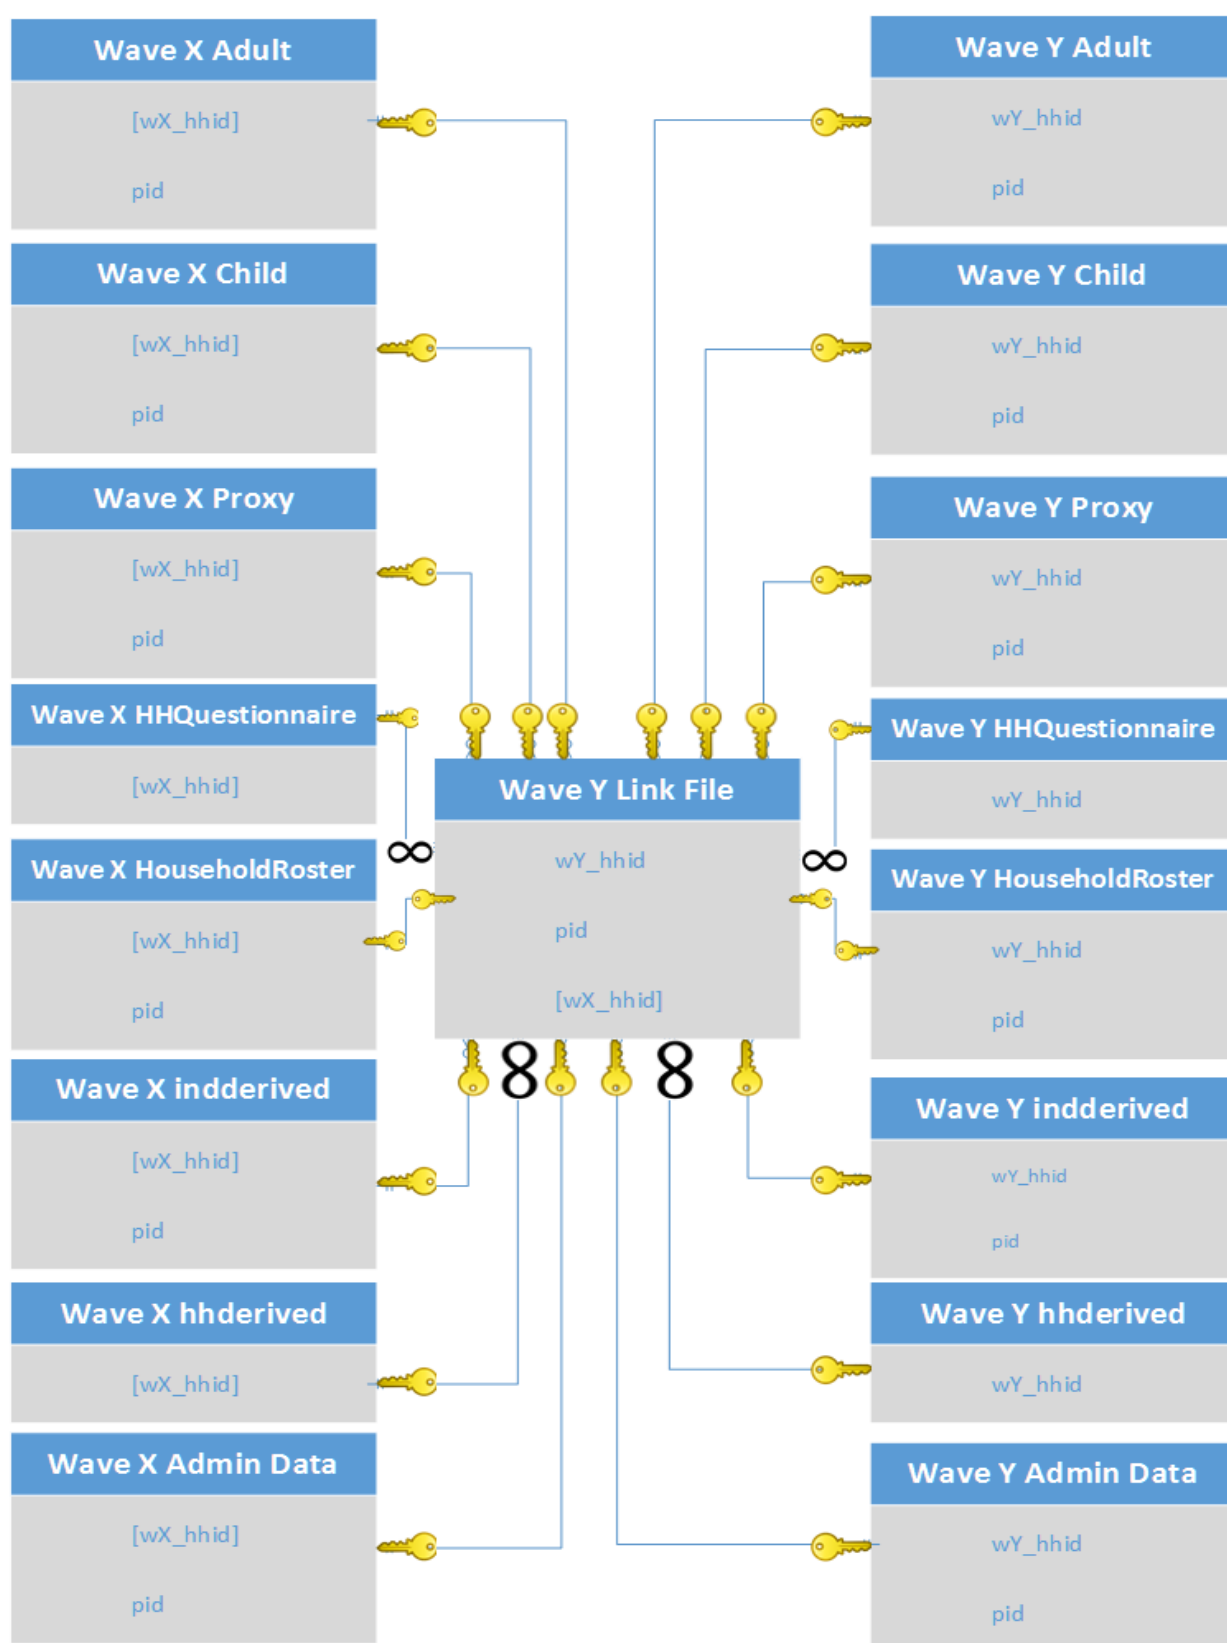 Wave X Adult
[wX_hhid]
pid
Wave X Child
[wX_hhid]
pid
Wave X Proxy
[wX_hhid]
pid
Wave X HHQuestionnaire
[wX_hhid]
Wave X HouseholdRoster
[wX_hhid]
pid
Wave X indderived
[wX_hhid]
pid
Wave X hhderived
[wX_hhid]
Wave X Admin Data
[wX_hhid]
pid
Wave Y Link File
wY_hhid
pid
[wX_hhid]
∞
∞
∞
∞
Wave Y Adult
wY_hhid
pid
Wave Y Child
wY_hhid
pid
Wave Y Proxy
wY_hhid
pid
Wave Y HHQuestionnaire
wY_hhid
Wave Y HouseholdRoster
wY_hhid
pid
Wave Y indderived
wY_hhid
pid
Wave Y hhderived
wY_hhid
Wave Y Admin Data
wY_hhid
pid